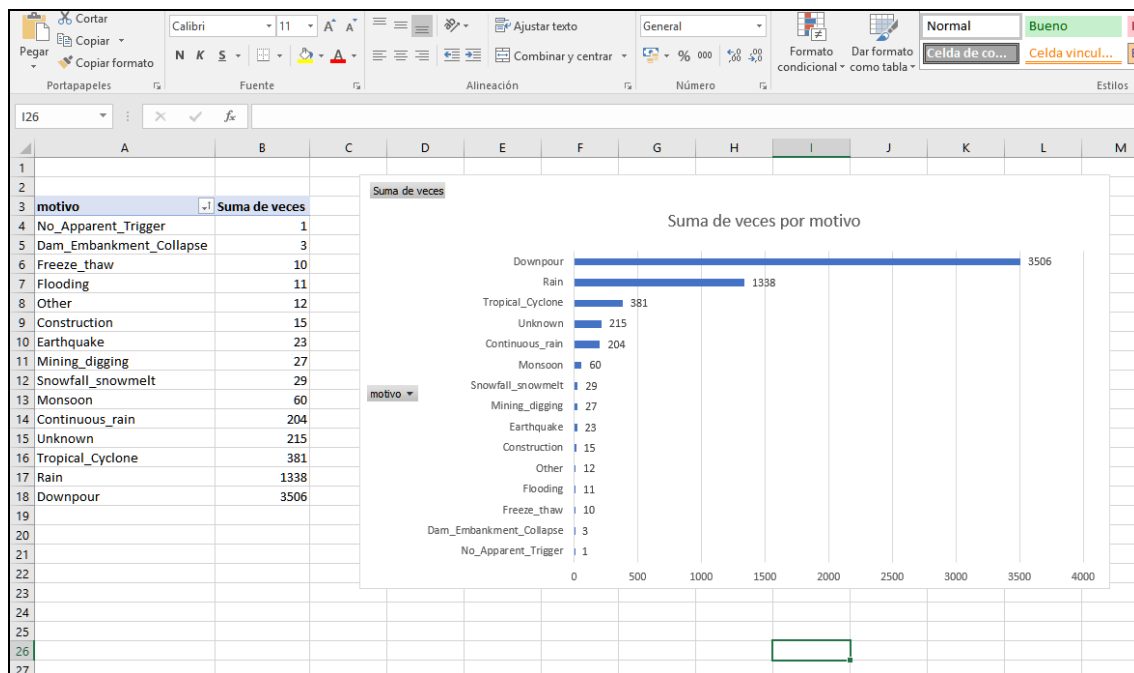 Cortar
Copiar
Copiar formato
Pegar
Portapapeles
Calibri 11 A A
N K S A
Fuente
Ajustar texto
Combinar y centrar
Alineación
General
% 000
Número
Formato condicional
Dar formato como tabla
Normal Bueno
Celda de co... Celda vincul...
Estilos
I26 fx
A B C D E F G H I J K L M
1
2
3 motivo Suma de veces
4 No_Apparent_Trigger 1
5 Dam_Embankment_Collapse 3
6 Freeze_thaw 10
7 Flooding 11
8 Other 12
9 Construction 15
10 Earthquake 23
11 Mining_digging 27
12 Snowfall_snowmelt 29
13 Monsoon 60
14 Continuous_rain 204
15 Unknown 215
16 Tropical_Cyclone 381
17 Rain 1338
18 Downpour 3506
19
20
21
22
23
24
25
26
27
Suma de veces
Suma de veces por motivo
Downpour 3506
Rain 1338
Tropical_Cyclone 381
Unknown 215
Continuous_rain 204
Monsoon 60
Snowfall_snowmelt 29
motivo
Mining_digging 27
Earthquake 23
Construction 15
Other 12
Flooding 11
Freeze_thaw 10
Dam_Embankment_Collapse 3
No_Apparent_Trigger 1
0 500 1000 1500 2000 2500 3000 3500 4000